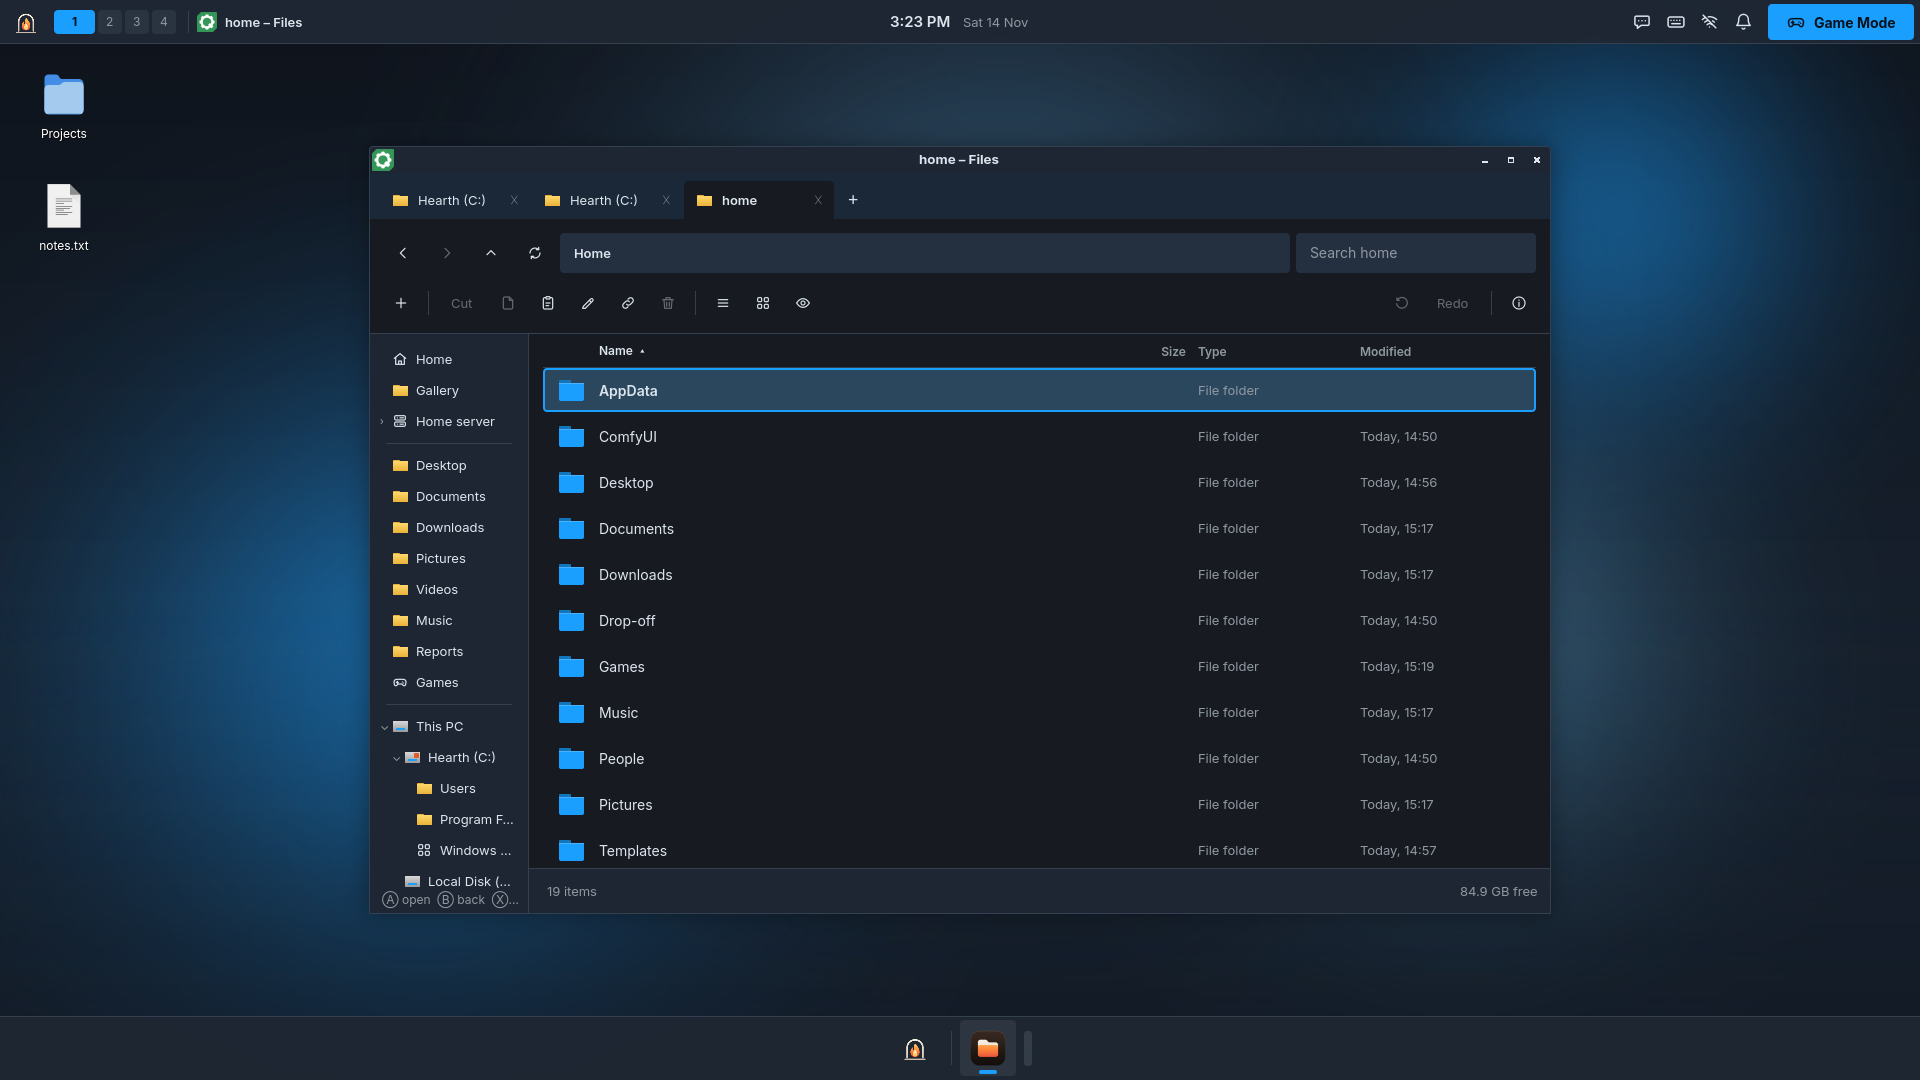 1 2 3 4 home – Files 3:23 PM Sat 14 Nov Game Mode
Projects
notes.txt
home – Files
Hearth (C:) X Hearth (C:) X home X +
Home Search home
Cut Redo
Home
Gallery
Home server
Desktop
Documents
Downloads
Pictures
Videos
Music
Reports
Games
This PC
Hearth (C:)
Users
Program F...
Windows ...
Local Disk (...
A open B back X...
Name Size Type Modified
AppData File folder
ComfyUI File folder Today, 14:50
Desktop File folder Today, 14:56
Documents File folder Today, 15:17
Downloads File folder Today, 15:17
Drop-off File folder Today, 14:50
Games File folder Today, 15:19
Music File folder Today, 15:17
People File folder Today, 14:50
Pictures File folder Today, 15:17
Templates File folder Today, 14:57
19 items 84.9 GB free